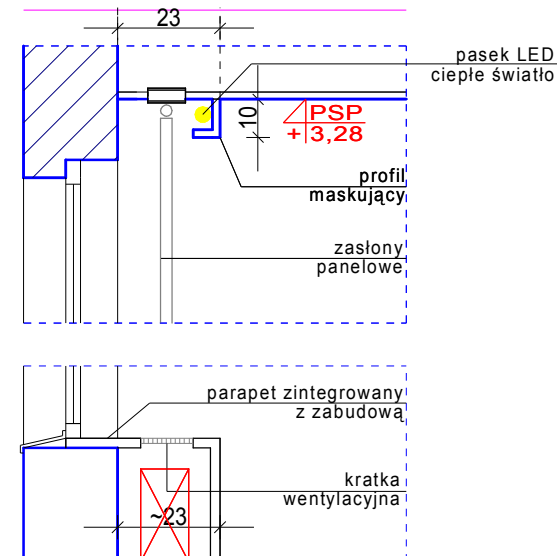 23
pasek LED
ciepłe światło
10
PSP
+3,28
profil
maskujący
zasłony
panelowe
parapet zintegrowany
z zabudową
kratka
wentylacyjna
~23